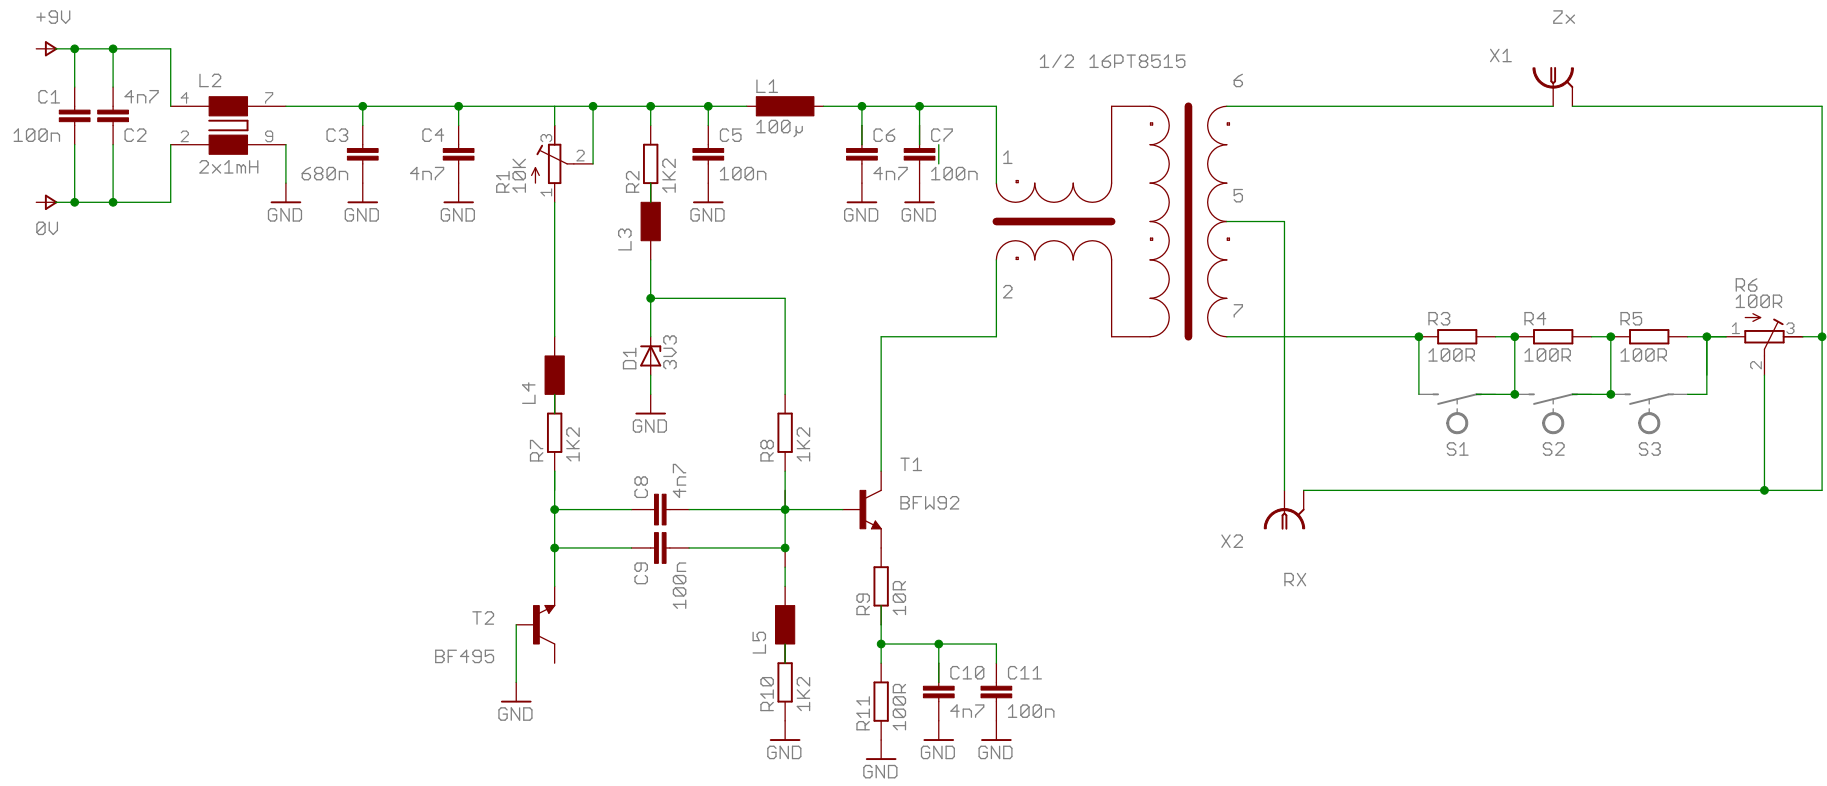 +9V
Zx
1/2 16PT8515
X1
6
L2
4n7
C1
4
7
L1
100n
C2
2
9
C3
C4
3
2
C5
100µ
C6
C7
2x1mH
680n
4n7
R1
10K
1
R2
1K2
100n
4n7
100n
1
5
GND
GND
GND
GND
GND
GND
0V
L3
2
7
R6
100R
D1
3V3
R3
R4
R5
1
3
100R
100R
100R
2
L4
GND
R7
1K2
R8
1K2
S1
S2
S3
T1
C8
4n7
BFW92
X2
C9
100n
RX
R9
10R
T2
L5
BF495
R10
1K2
C10
C11
R11
100R
4n7
100n
GND
GND
GND
GND
GND